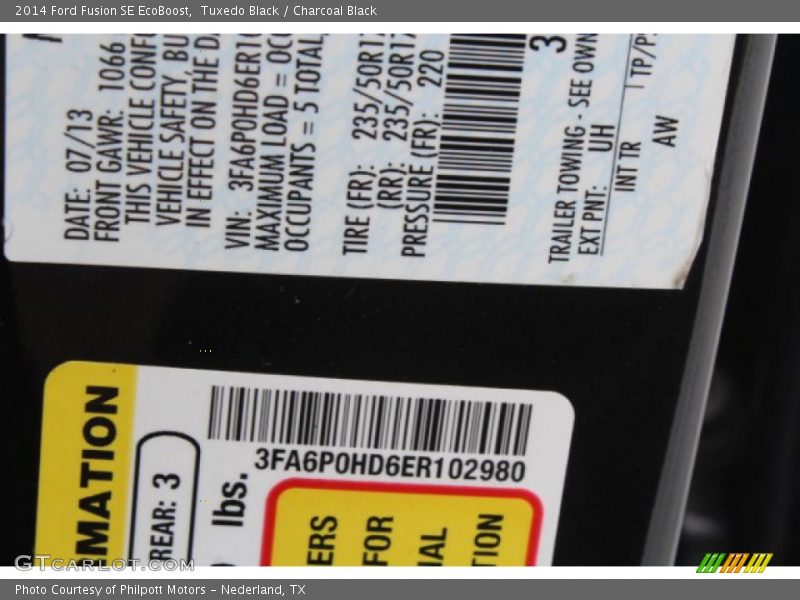 2014 Ford Fusion SE EcoBoost, Tuxedo Black / Charcoal Black
DATE: 07/13
FRONT GAWR: 1066
THIS VEHICLE CONF
VEHICLE SAFETY, BU
IN EFFECT ON THE D
VIN: 3FA6P0HD6ER1
MAXIMUM LOAD = OC
OCCUPANTS = 5 TOTAL,
TIRE (FR): 235/50R17
(RR): 235/50R17
PRESSURE (FR): 220
3
TRAILER TOWING - SEE OWN
EXT PNT: UH
INT TR TP/P
AW
MATION
REAR: 3
lbs.
3FA6P0HD6ER102980
ERS
FOR
IAL
TION
GTCARLOT.COM
Photo Courtesy of Philpott Motors – Nederland, TX